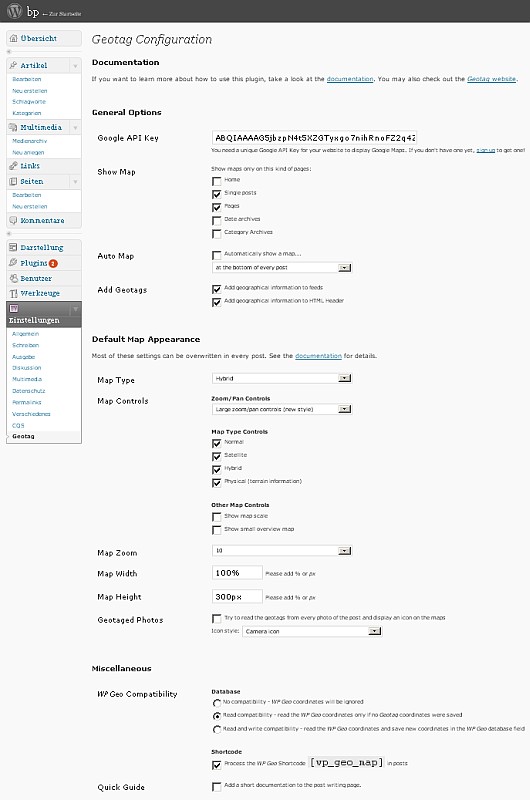 bp ← Zur Startseite
Übersicht
Artikel
Bearbeiten
Neu erstellen
Schlagworte
Kategorien
Multimedia
Medienarchiv
Neu anlegen
Links
Seiten
Bearbeiten
Neu erstellen
Kommentare
Darstellung
Plugins 2
Benutzer
Werkzeuge
Einstellungen
Allgemein
Schreiben
Ausgabe
Diskussion
Multimedia
Datenschutz
Permalinks
Verschiedenes
CQS
Geotag
Geotag Configuration
Documentation
If you want to learn more about how to use this plugin, take a look at the documentation. You may also check out the Geotag website.
General Options
Google API Key
You need a unique Google API Key for your website to display Google Maps. If you don't have one yet, sign up to get one!
Show Map
Show maps only on this kind of pages:
Home
Single posts
Pages
Date archives
Category Archives
Auto Map
Automatically show a map...
at the bottom of every post
Add Geotags
Add geographical information to feeds
Add geographical information to HTML Header
Default Map Appearance
Most of these settings can be overwritten in every post. See the documentation for details.
Map Type
Hybrid
Map Controls
Zoom/Pan Controls
Large zoom/pan controls (new style)
Map Type Controls
Normal
Satellite
Hybrid
Physical (terrain information)
Other Map Controls
Show map scale
Show small overview map
Map Zoom
10
Map Width
100%
Please add % or px
Map Height
300px
Please add % or px
Geotaged Photos
Try to read the geotags from every photo of the post and display an icon on the maps
Icon style: Camera icon
Miscellaneous
WP Geo Compatibility
Database
No compatibility - WP Geo coordinates will be ignored
Read compatibility - read the WP Geo coordinates only if no Geotag coordinates were saved
Read and write compatibility - read the WP Geo coordinates and save new coordinates in the WP Geo database field
Shortcode
Process the WP Geo Shortcode [wp_geo_map] in posts
Quick Guide
Add a short documentation to the post writing page.